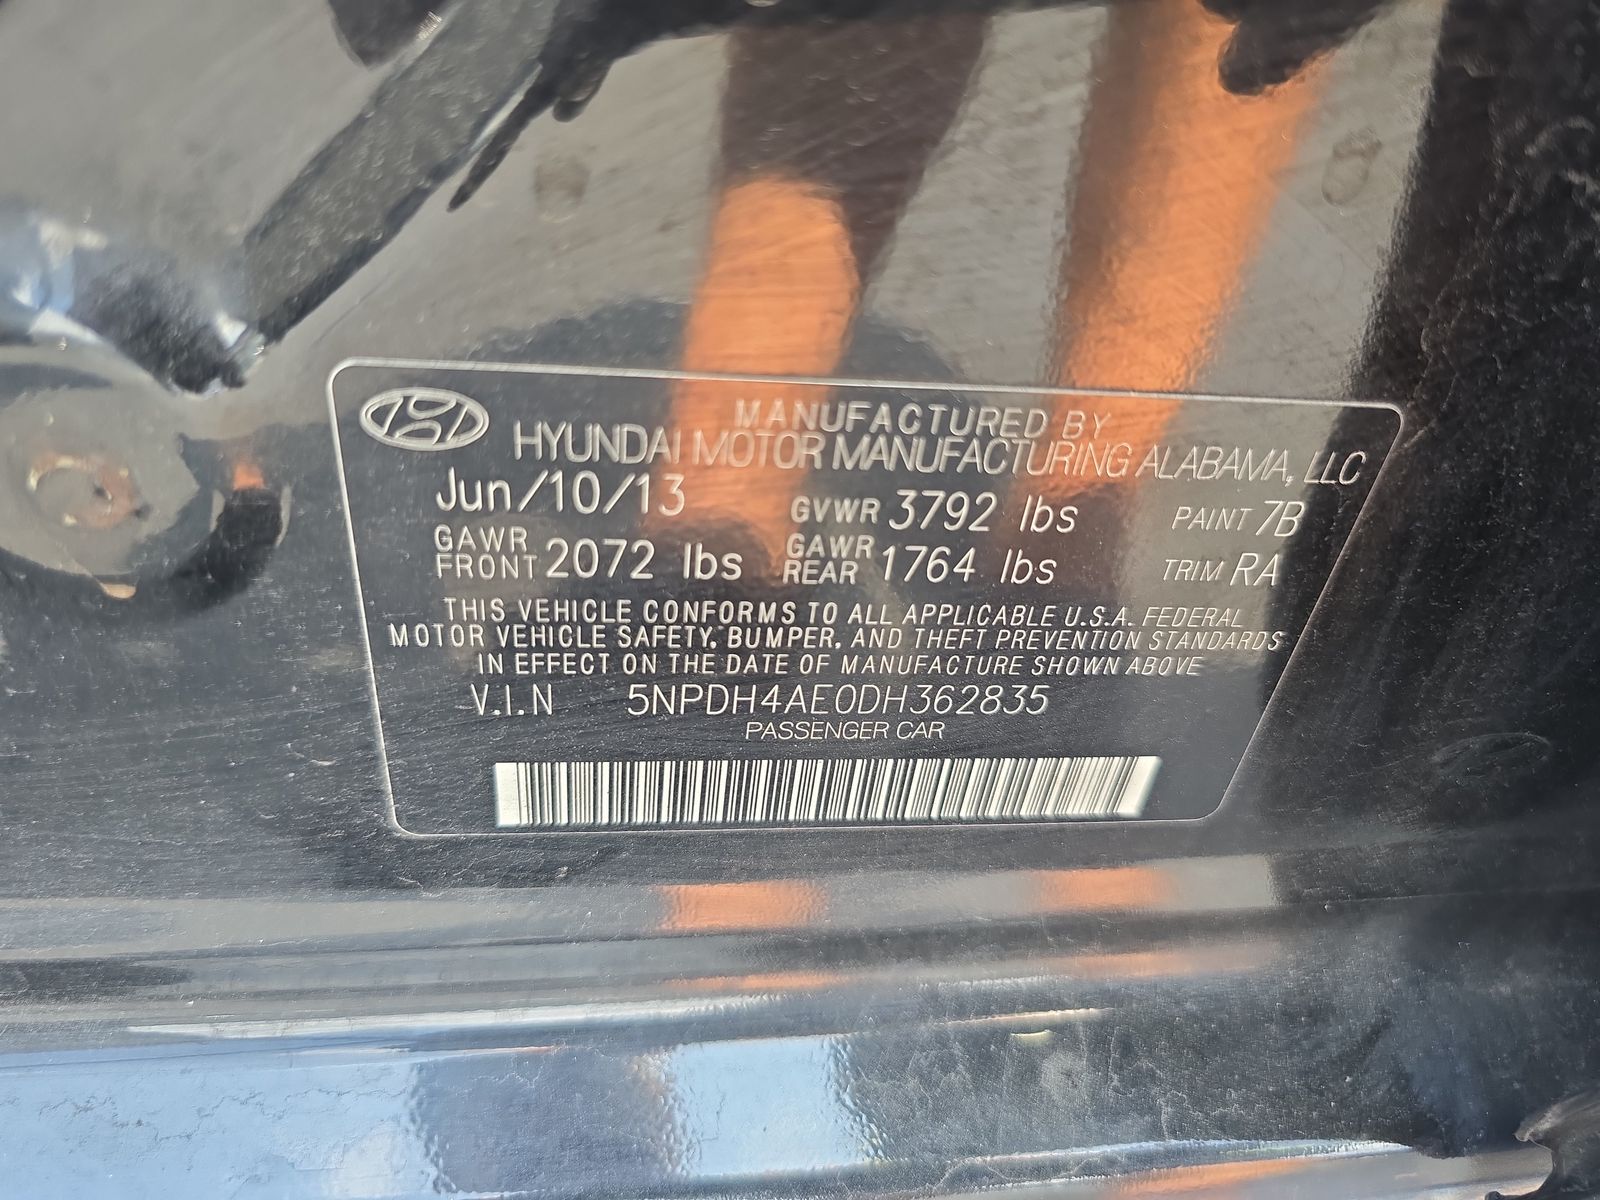 MANUFACTURED BY
HYUNDAI MOTOR MANUFACTURING ALABAMA, LLC
Jun/10/13 GVWR 3792 lbs PAINT 7B
GAWR FRONT 2072 lbs GAWR REAR 1764 lbs TRIM RA
THIS VEHICLE CONFORMS TO ALL APPLICABLE U.S.A. FEDERAL
MOTOR VEHICLE SAFETY, BUMPER, AND THEFT PREVENTION STANDARDS
IN EFFECT ON THE DATE OF MANUFACTURE SHOWN ABOVE
V.I.N 5NPDH4AE0DH362835
PASSENGER CAR